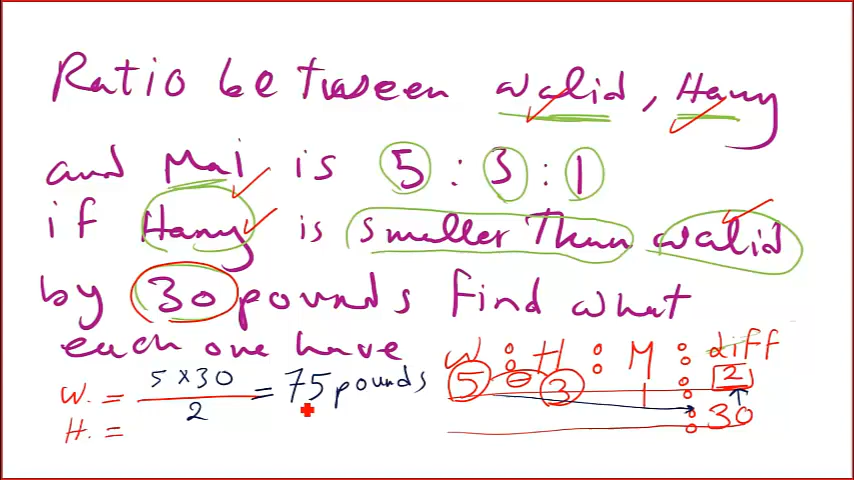 Ratio between walid, Hany
and Mai is 5 : 3 : 1
if Hany is smaller Than walid
by 30 pounds find what
each one have
W : H : M : diff
5 - 3 1 : 2
: 30
W. = 5 × 30 / 2 = 75 pounds
H. =